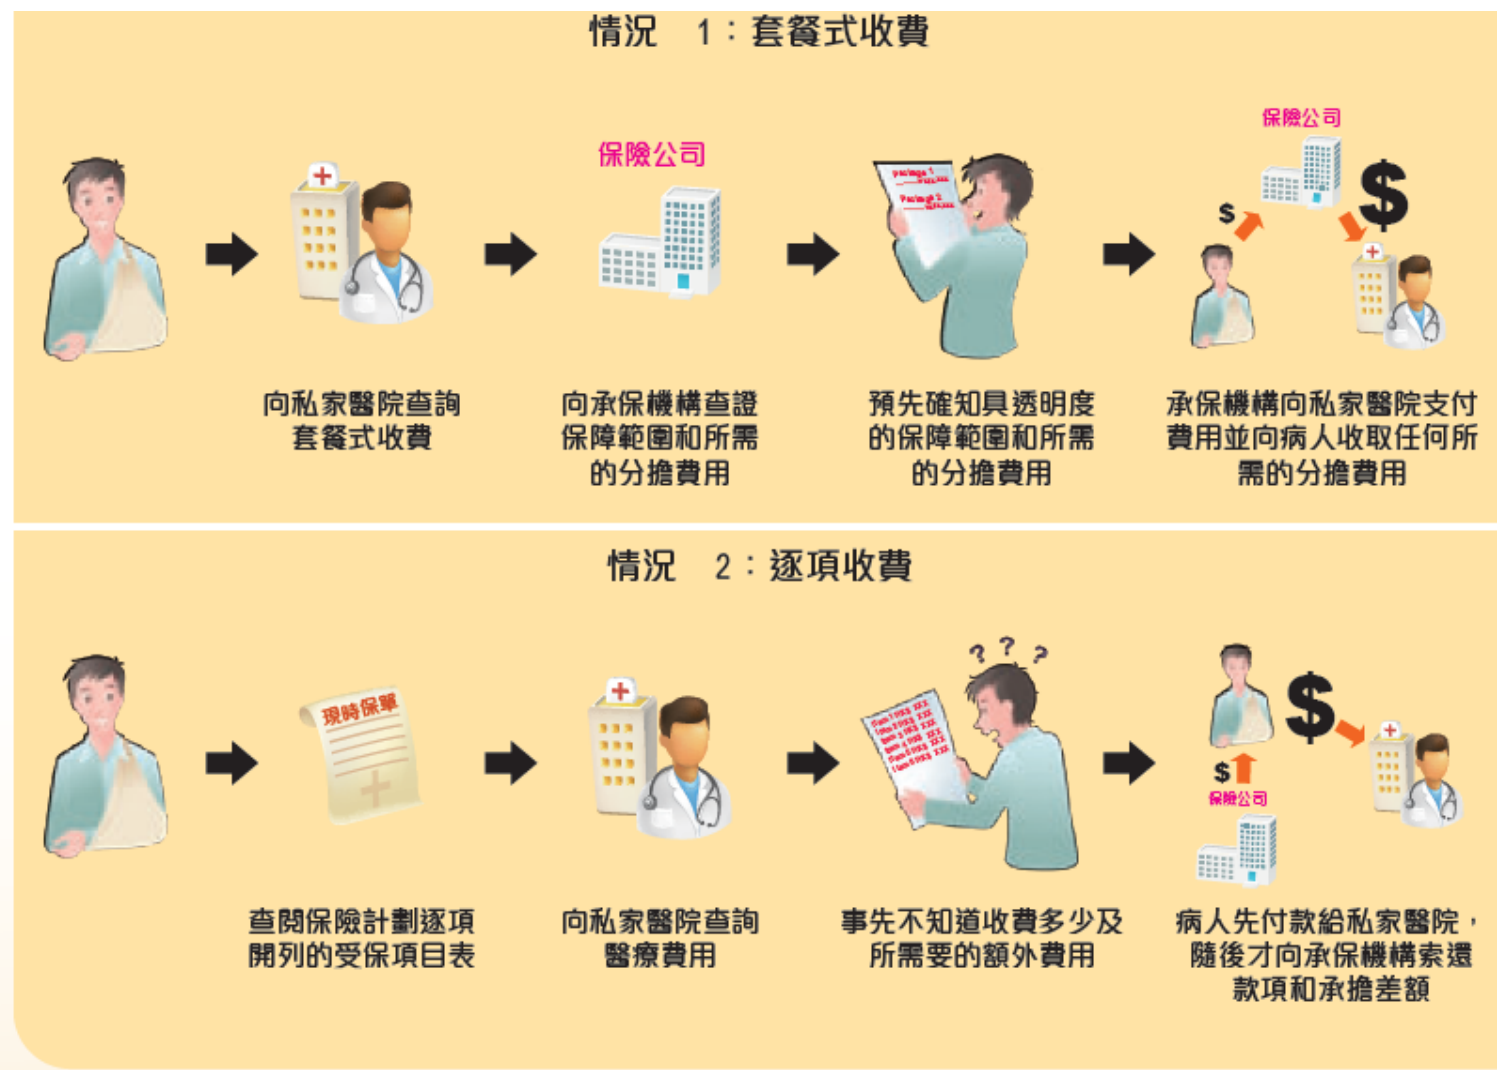 情況 1：套餐式收費
保險公司
保險公司
$
$
Package 1
Package 2
向私家醫院查詢
套餐式收費
向承保機構查證
保障範圍和所需
的分擔費用
預先確知具透明度
的保障範圍和所需
的分擔費用
承保機構向私家醫院支付
費用並向病人收取任何所
需的分擔費用
情況 2：逐項收費
現時保單
? ? ?
$
$
保險公司
查閱保險計劃逐項
開列的受保項目表
向私家醫院查詢
醫療費用
事先不知道收費多少及
所需要的額外費用
病人先付款給私家醫院，
隨後才向承保機構索還
款項和承擔差額